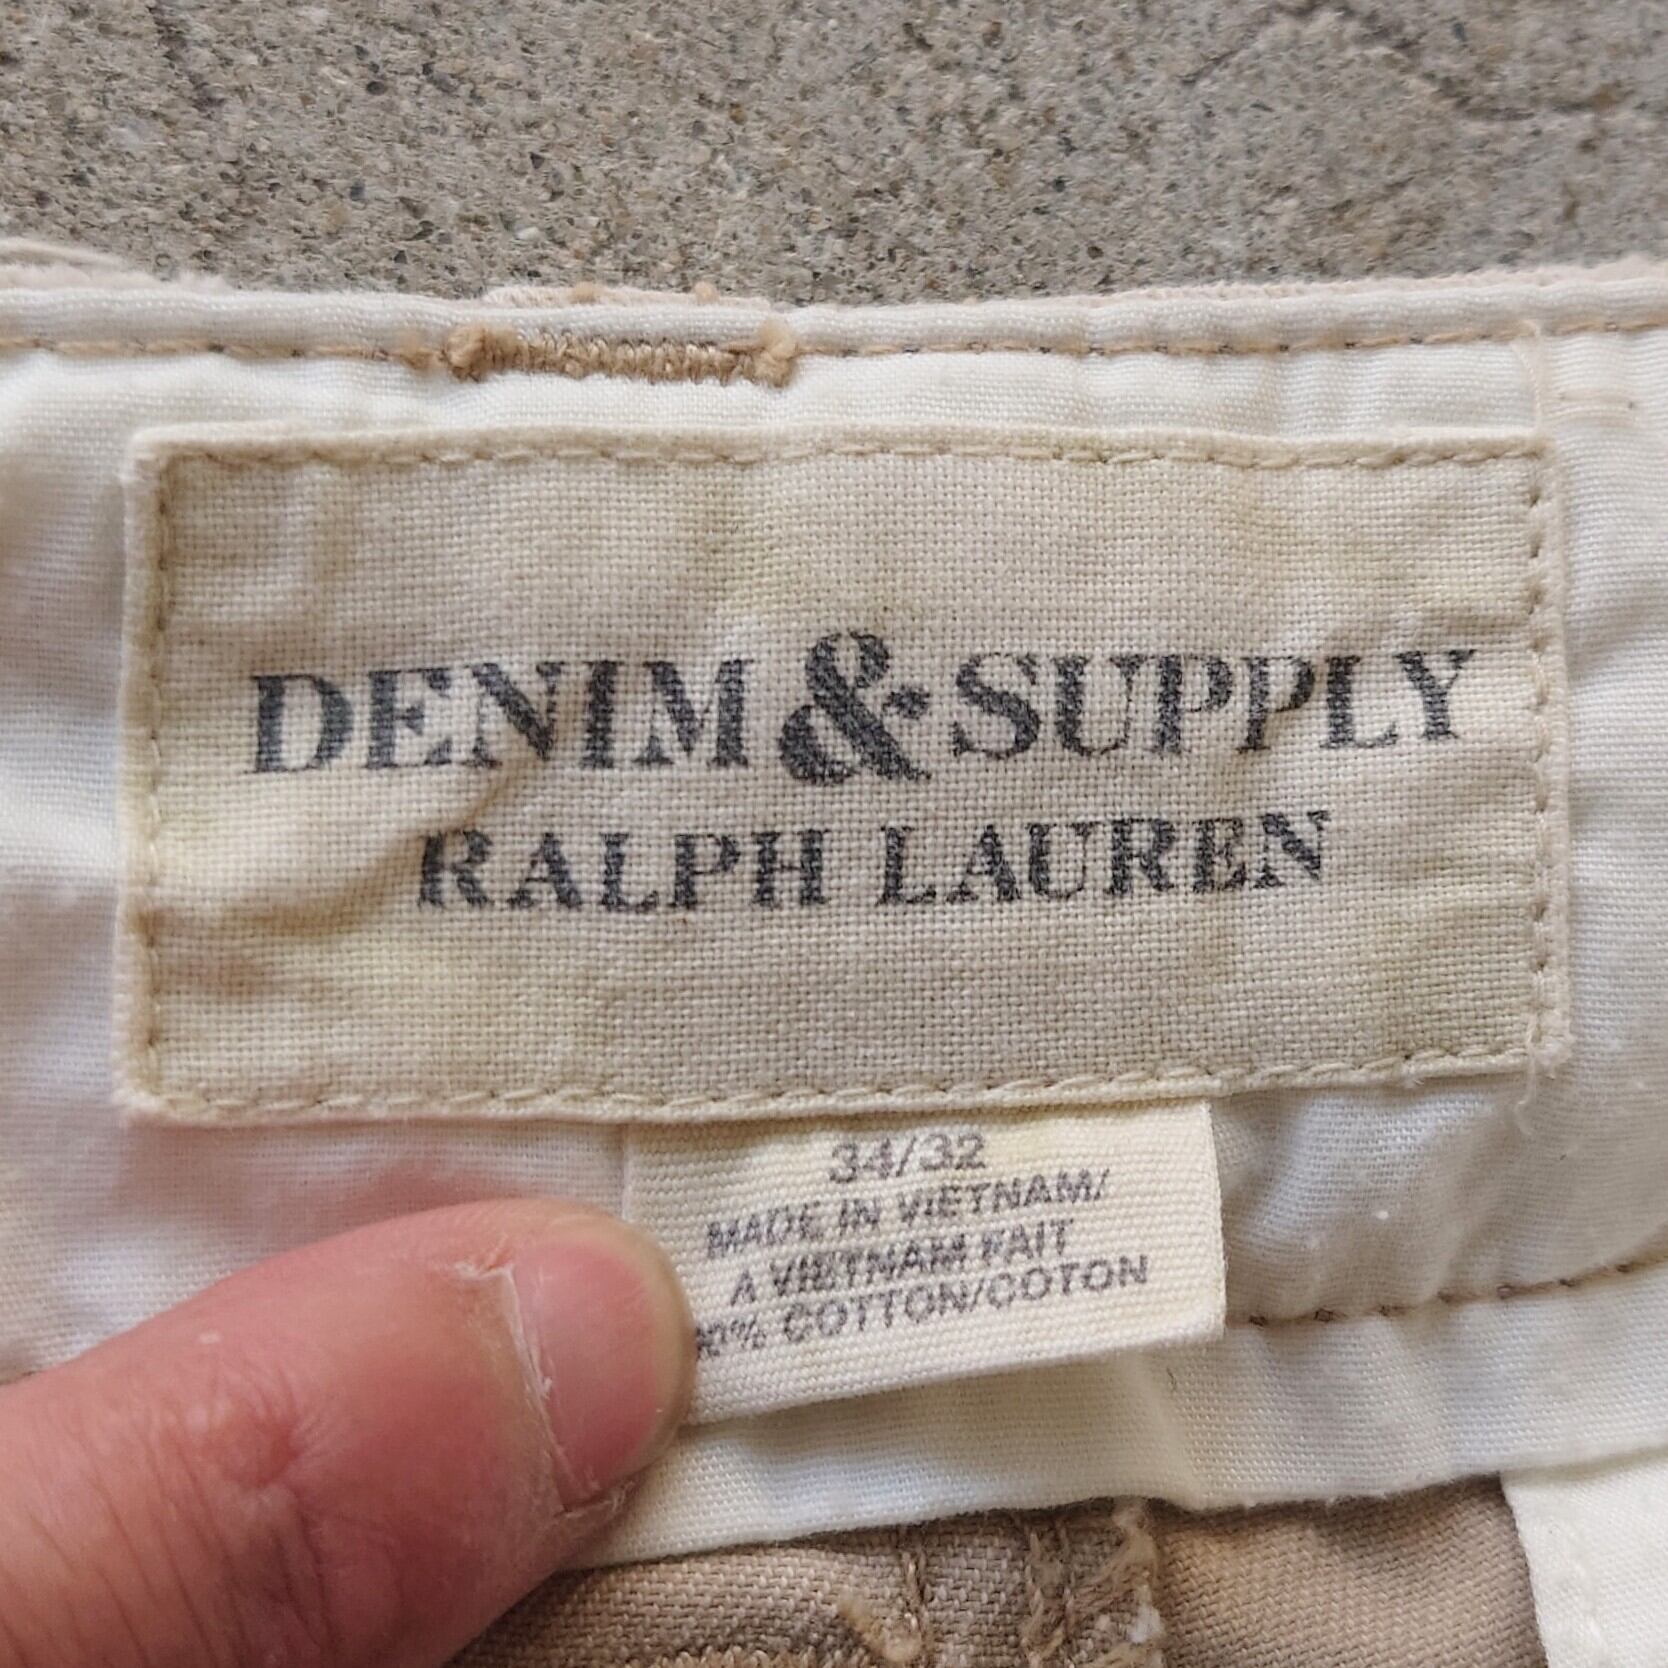 DENIM & SUPPLY
RALPH LAUREN
34/32
MADE IN VIETNAM/
A VIETNAM FAIT
COTTON/COTON